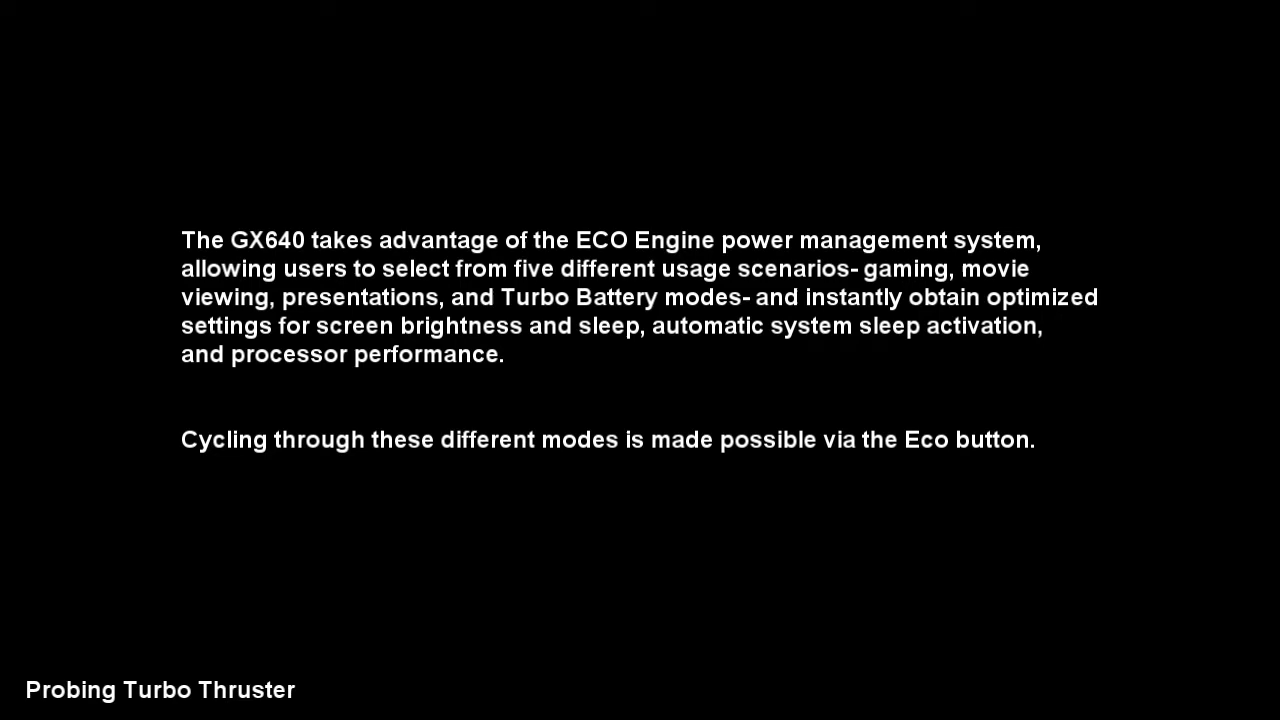 The GX640 takes advantage of the ECO Engine power management system,
allowing users to select from five different usage scenarios- gaming, movie
viewing, presentations, and Turbo Battery modes- and instantly obtain optimized
settings for screen brightness and sleep, automatic system sleep activation,
and processor performance.
Cycling through these different modes is made possible via the Eco button.
Probing Turbo Thruster